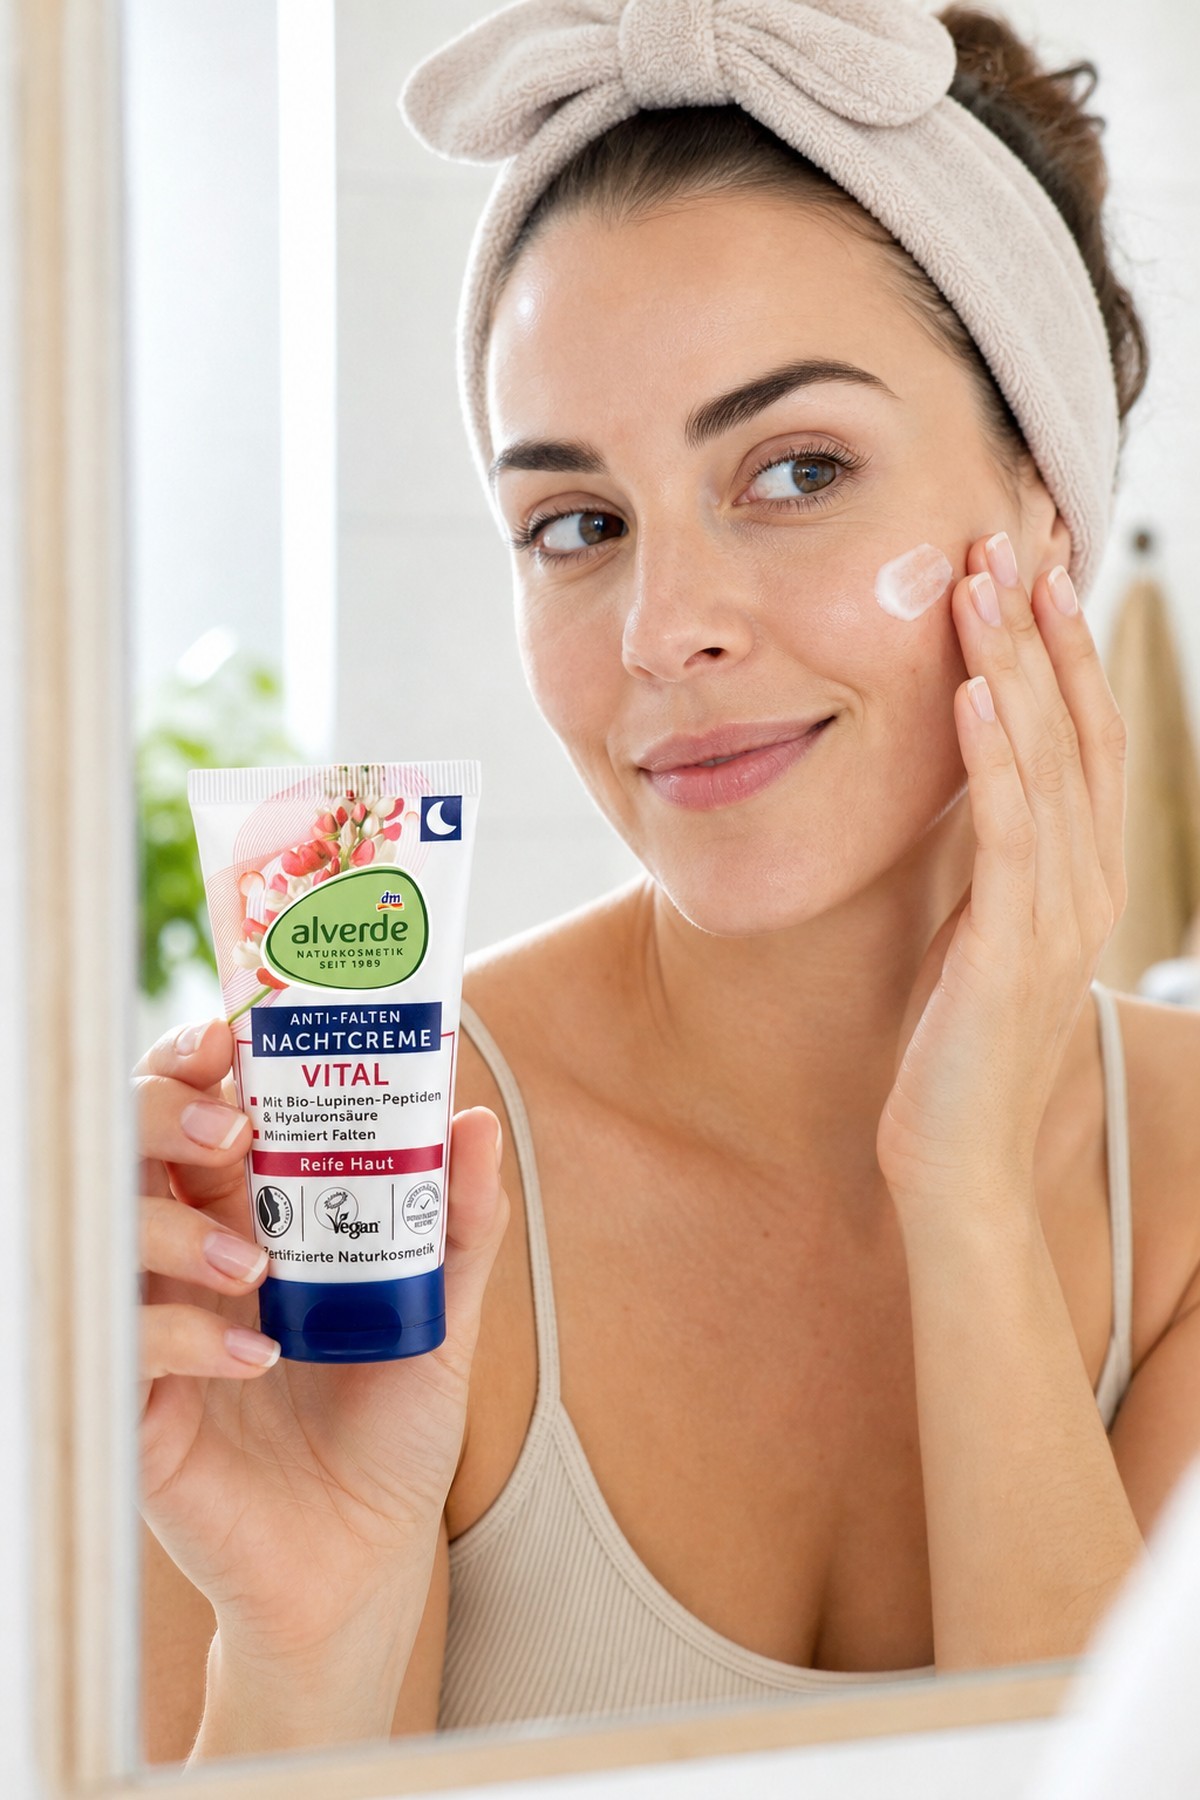 dm
alverde
NATURKOSMETIK
SEIT 1989
ANTI-FALTEN
NACHTCREME
VITAL
Mit Bio-Lupinen-Peptiden
& Hyaluronsäure
Minimiert Falten
Reife Haut
Vegan
Zertifizierte Naturkosmetik